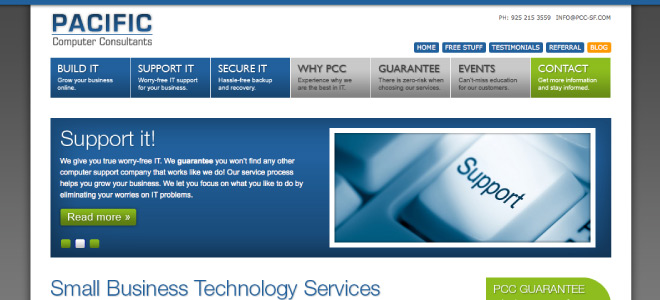 PACIFIC
Computer Consultants
PH: 925 215 3559 INFO@PCC-SF.COM
HOME FREE STUFF TESTIMONIALS REFERRAL BLOG
BUILD IT
Grow your business
online.
SUPPORT IT
Worry-free IT support
for your business.
SECURE IT
Hassle-free backup
and recovery.
WHY PCC
Experience why we
are the best in IT.
GUARANTEE
There is zero-risk when
choosing our services.
EVENTS
Can't-miss education
for our customers.
CONTACT
Get more information
and stay informed.
Support it!
We give you true worry-free IT. We guarantee you won't find any other
computer support company that works like we do! Our service process
helps you grow your business. We let you focus on what you like to do by
eliminating your worries on IT problems.
Read more »
Support
Small Business Technology Services
PCC GUARANTEE